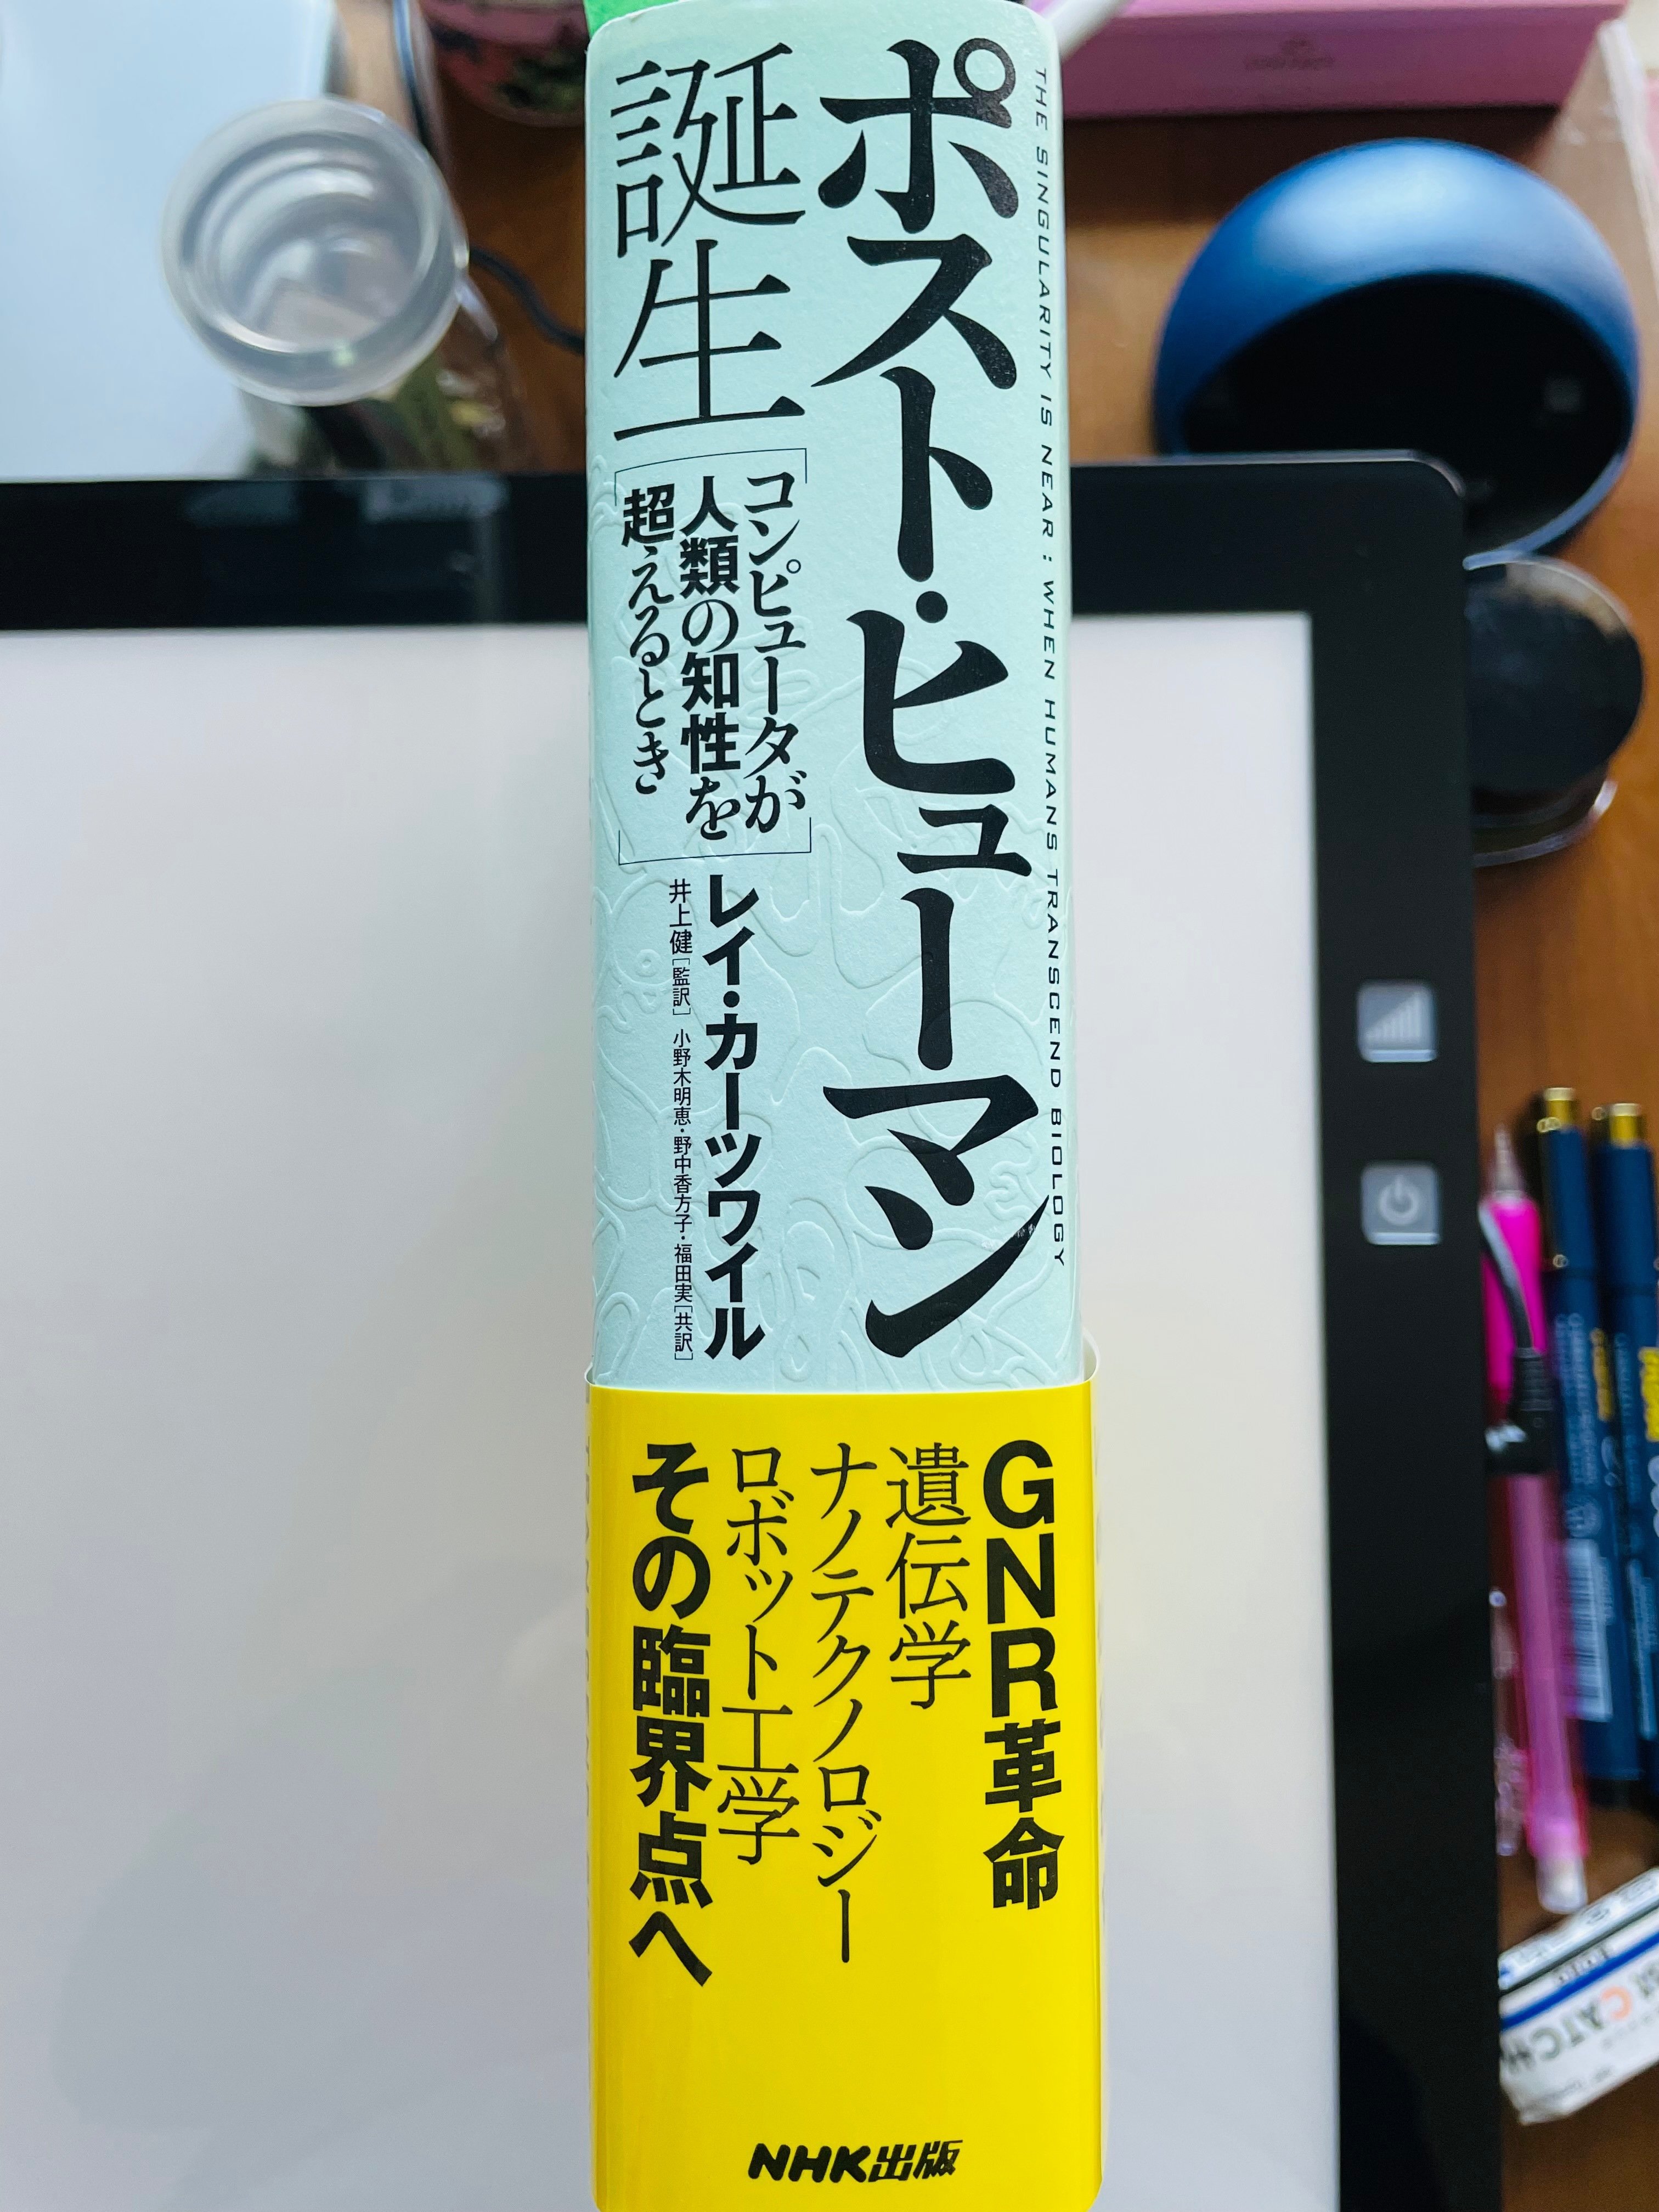 THE SINGULARITY IS NEAR : WHEN HUMANS TRANSCEND BIOLOGY
ポスト・ヒューマン
誕生
コンピュータが
人類の知性を
超えるとき
レイ・カーツワイル
井上健[監訳] 小野木明恵・野中香方子・福田実[共訳]
GNR革命
遺伝学
ナノテクノロジー
ロボット工学
その臨界点へ
NHK出版
CATCH